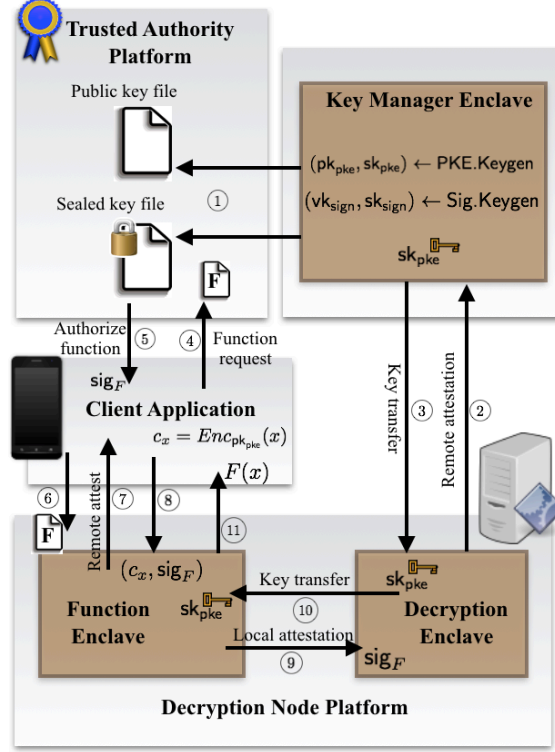 Trusted Authority
Platform
Public key file
Key Manager Enclave
(pk_pke, sk_pke) ← PKE.Keygen
1
(vk_sign, sk_sign) ← Sig.Keygen
Sealed key file
sk_pke
F
Authorize
function
5
4
Function
request
sig_F
Client Application
c_x = Enc_pk_pke(x)
F(x)
Key transfer
3
Remote attestation
2
6
Remote attest
7
8
11
F
(c_x, sig_F)
Function
Enclave
sk_pke
Key transfer
10
Local attestation
9
sk_pke
Decryption
Enclave
sig_F
Decryption Node Platform